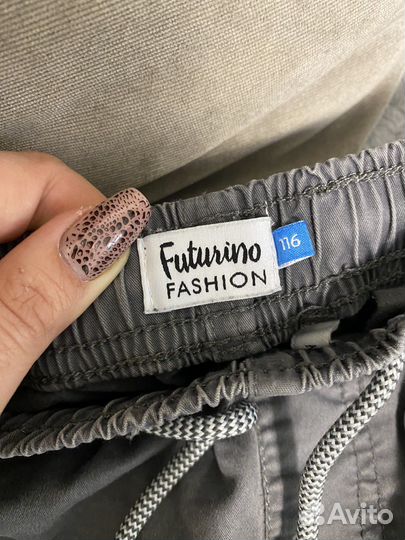 Futurino
FASHION
116
Avito